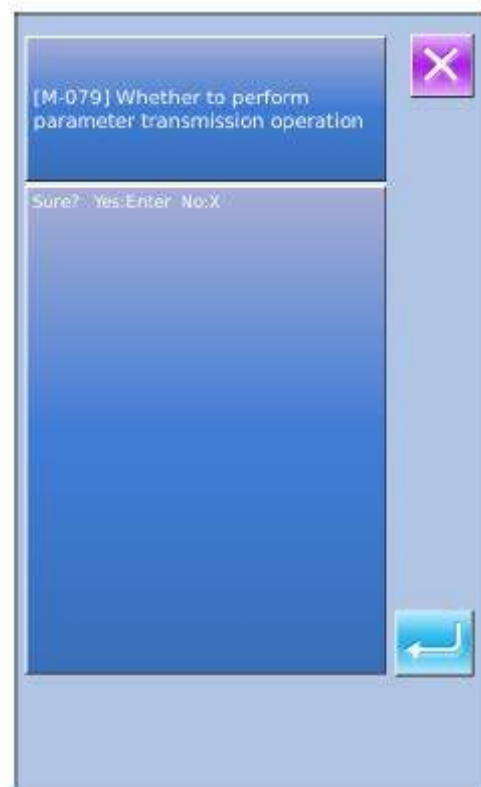 [M-079] Whether to perform
parameter transmission operation
Sure? Yes:Enter No:X